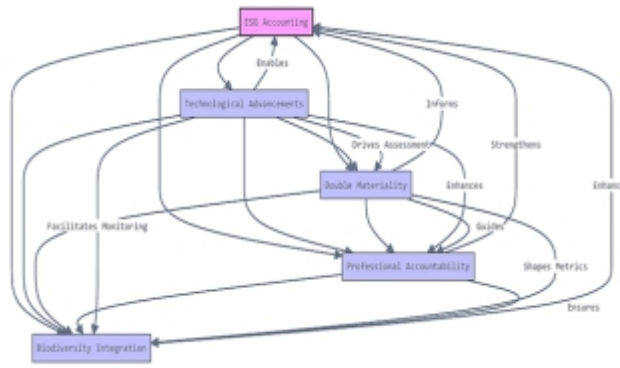 ESG Accounting
Enables
Technological Advancements
Informs
Drives Assessment
Strengthens
Double Materiality
Enhances
Enhanc
Facilitates Monitoring
Guides
Professional Accountability
Shapes Metrics
Ensures
Biodiversity Integration